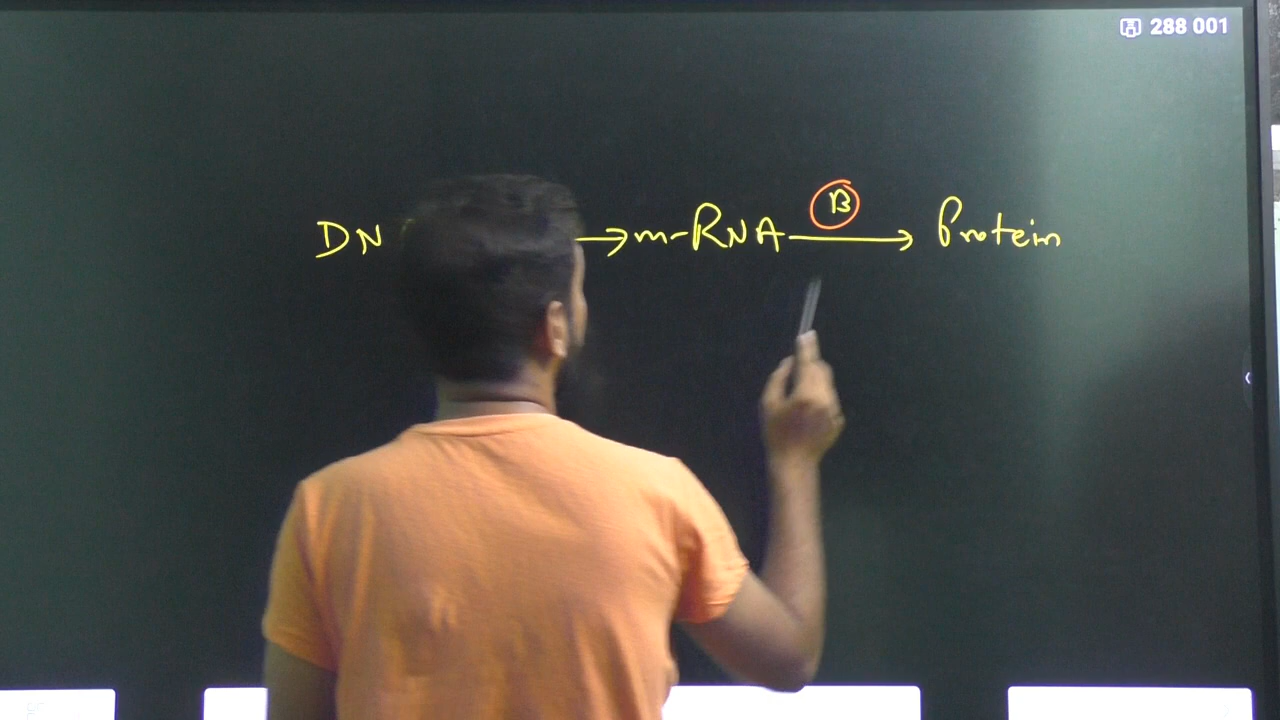 288 001
B
DN → m-RNA → Protein